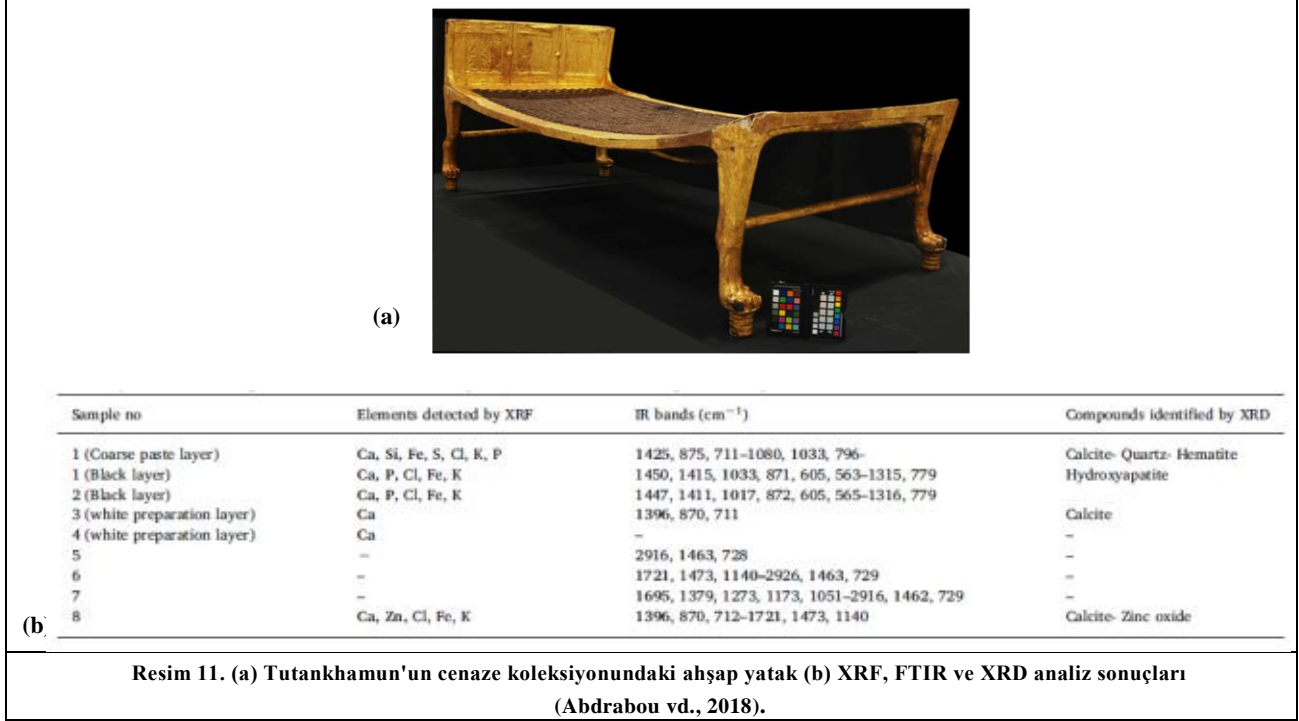 (a)
Sample no Elements detected by XRF IR bands (cm⁻¹) Compounds identified by XRD
1 (Coarse paste layer) Ca, Si, Fe, S, Cl, K, P 1425, 875, 711–1080, 1033, 796- Calcite- Quartz- Hematite
1 (Black layer) Ca, P, Cl, Fe, K 1450, 1415, 1033, 871, 605, 563–1315, 779 Hydroxyapatite
2 (Black layer) Ca, P, Cl, Fe, K 1447, 1411, 1017, 872, 605, 565–1316, 779 –
3 (white preparation layer) Ca 1396, 870, 711 Calcite
4 (white preparation layer) Ca – –
5 – 2916, 1463, 728 –
6 – 1721, 1473, 1140–2926, 1463, 729 –
7 – 1695, 1379, 1273, 1173, 1051–2916, 1462, 729 –
8 Ca, Zn, Cl, Fe, K 1396, 870, 712–1721, 1473, 1140 Calcite- Zinc oxide
(b)
Resim 11. (a) Tutankhamun'un cenaze koleksiyonundaki ahşap yatak (b) XRF, FTIR ve XRD analiz sonuçları
(Abdrabou vd., 2018).